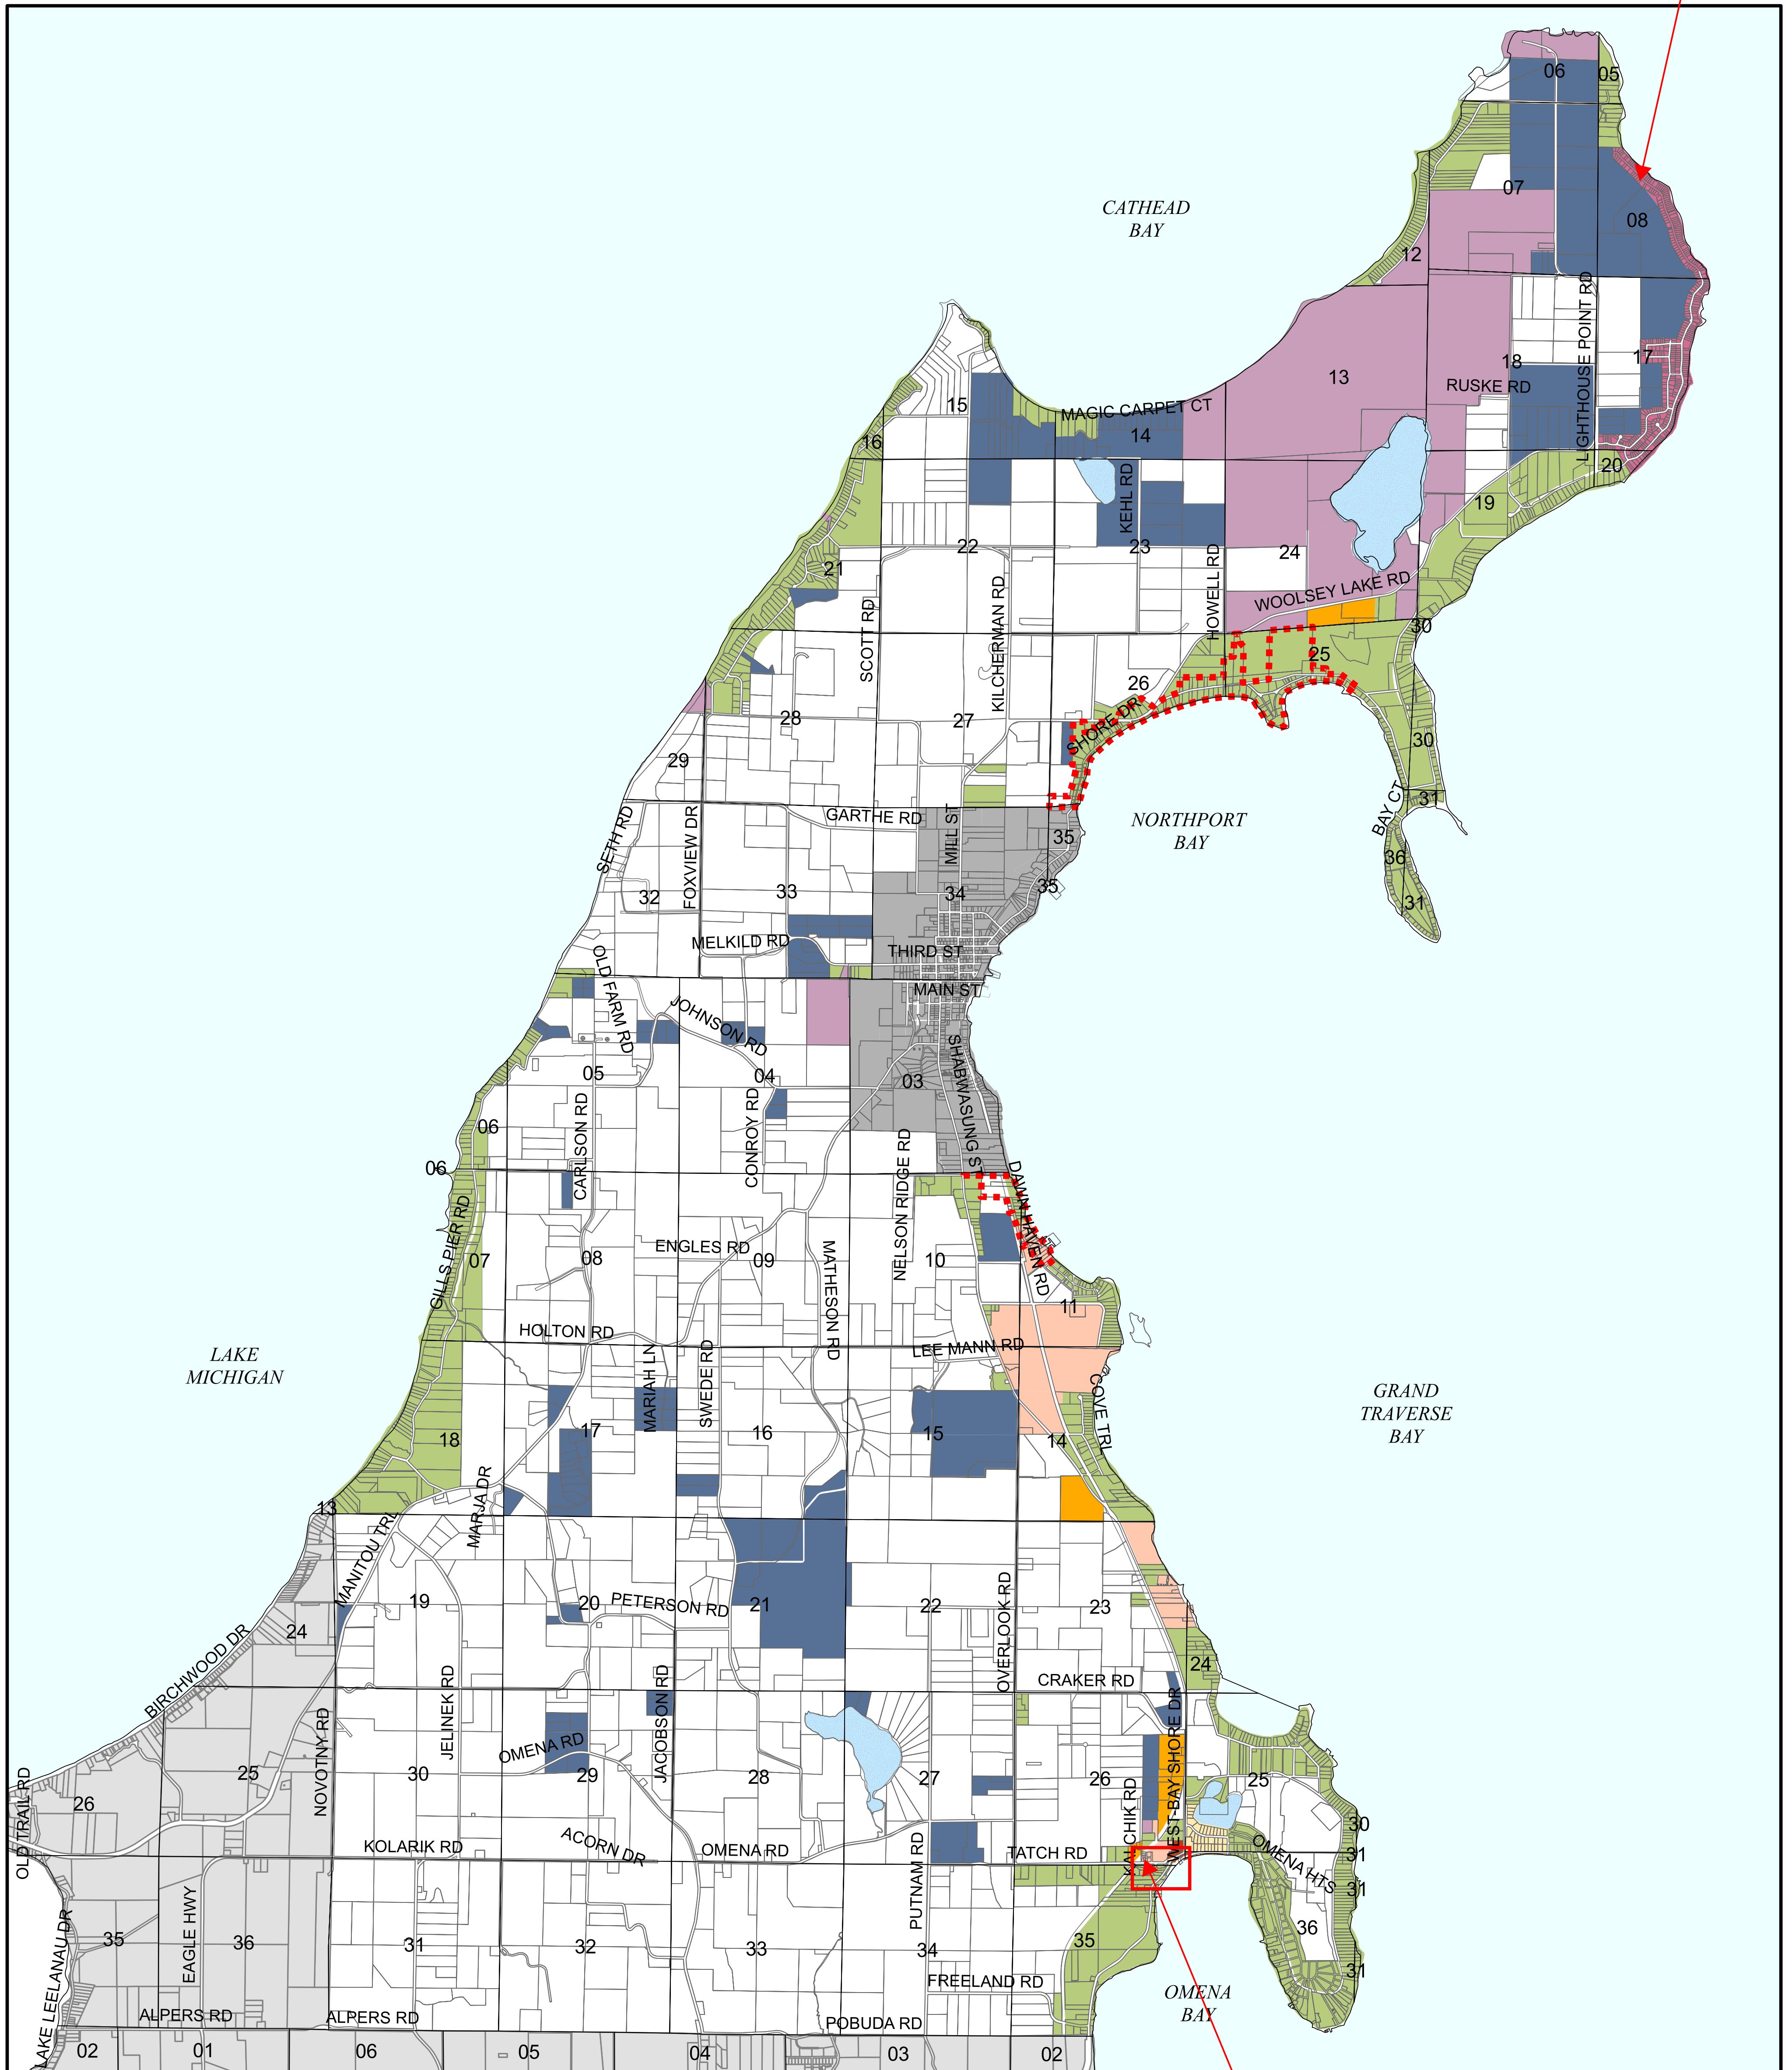 06
05
07
08
CATHEAD
BAY
12
LIGHTHOUSE POINT RD
13
18
17
RUSKE RD
15
MAGIC CARPET CT
14
16
20
KEHL RD
19
22
23
24
21
HOWELL RD
WOOLSEY LAKE RD
SCOTT RD
KILCHERMAN RD
30
25
26
28
27
SHORE DR
29
30
31
BAY CT
GARTHE RD
MILL ST
NORTHPORT
BAY
SETH RD
FOXVIEW DR
35
36
32
33
34
35
31
MELKILD RD
THIRD ST
OLD FARM RD
MAIN ST
JOHNSON RD
05
04
03
SHABWASUNG ST
CARLSON RD
CONROY RD
06
06
NELSON RIDGE RD
DAWN HAVEN RD
GILLS PIER RD
07
08
ENGLES RD
09
MATHESON RD
10
11
HOLTON RD
LEE MANN RD
LAKE
MICHIGAN
MARIAH LN
SWEDE RD
COVE TRL
GRAND
TRAVERSE
BAY
18
17
16
15
14
13
MARJA DR
MANITOU TRL
19
20
PETERSON RD
21
22
OVERLOOK RD
23
24
BIRCHWOOD DR
24
CRAKER RD
JELINEK RD
JACOBSON RD
WEST-BAY SHORE DR
NOVOTNY RD
OMENA RD
OLD TRAIL RD
26
25
30
29
28
27
26
KALCHIK RD
25
30
KOLARIK RD
ACORN DR
OMENA RD
PUTNAM RD
TATCH RD
OMENA HTS
31
31
LAKE LEELANAU DR
35
EAGLE HWY
36
31
32
33
34
35
36
31
FREELAND RD
OMENA
BAY
ALPERS RD
ALPERS RD
POBUDA RD
02
01
06
05
04
03
02